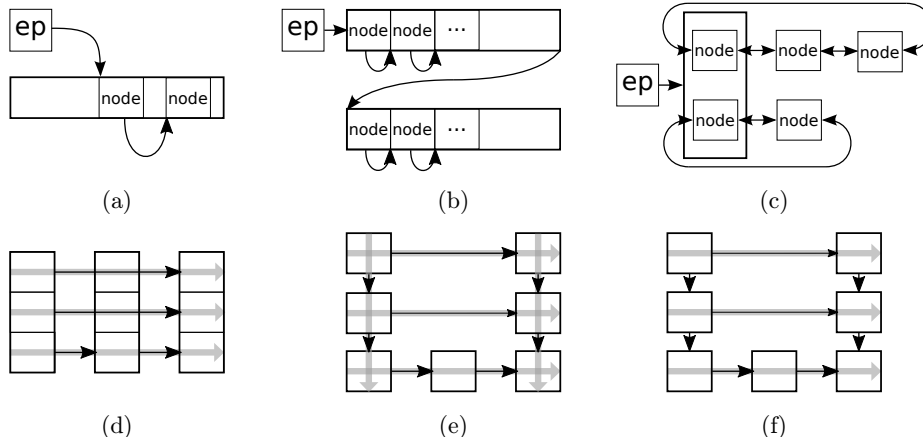 ep
node node
(a)
ep
node node ...
node node ...
(b)
ep
node node node
node node
(c)
(d)
(e)
(f)